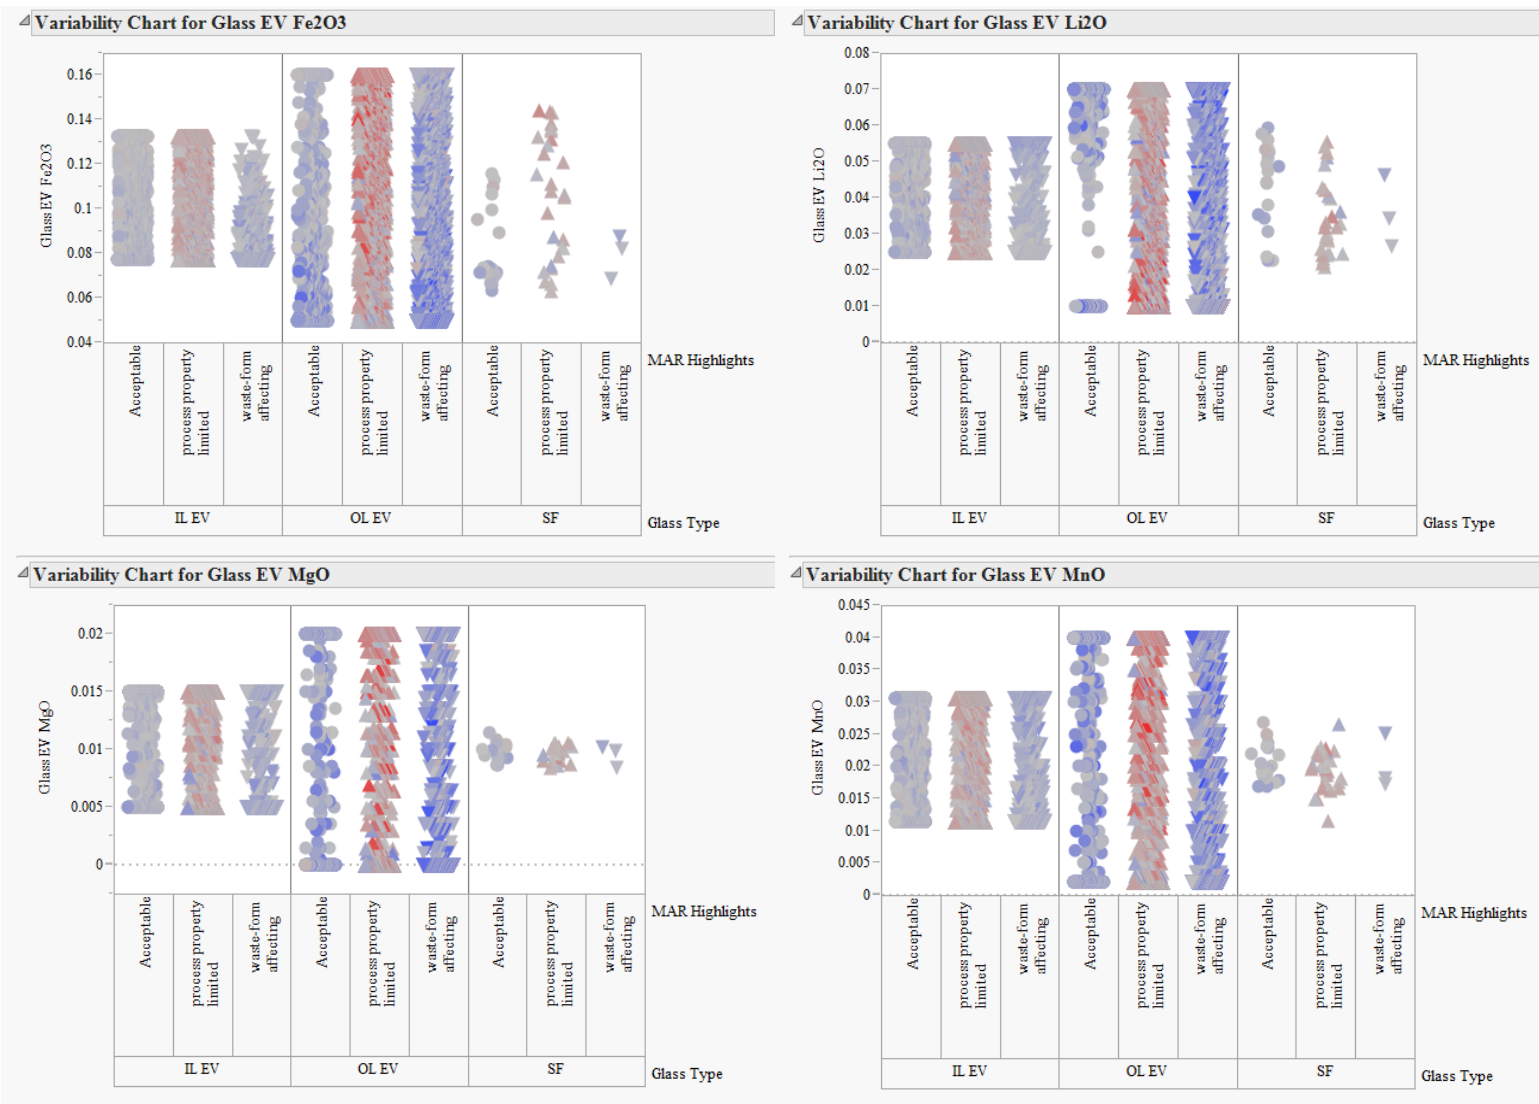 Variability Chart for Glass EV Fe2O3
Glass EV Fe2O3
0.16
0.14
0.12
0.1
0.08
0.06
0.04
Acceptable
process property
limited
waste-form
affecting
Acceptable
process property
limited
waste-form
affecting
Acceptable
process property
limited
waste-form
affecting
MAR Highlights
IL EV
OL EV
SF
Glass Type
Variability Chart for Glass EV Li2O
Glass EV Li2O
0.08
0.07
0.06
0.05
0.04
0.03
0.02
0.01
0
Acceptable
process property
limited
waste-form
affecting
Acceptable
process property
limited
waste-form
affecting
Acceptable
process property
limited
waste-form
affecting
MAR Highlights
IL EV
OL EV
SF
Glass Type
Variability Chart for Glass EV MgO
Glass EV MgO
0.02
0.015
0.01
0.005
0
Acceptable
process property
limited
waste-form
affecting
Acceptable
process property
limited
waste-form
affecting
Acceptable
process property
limited
waste-form
affecting
MAR Highlights
IL EV
OL EV
SF
Glass Type
Variability Chart for Glass EV MnO
Glass EV MnO
0.045
0.04
0.035
0.03
0.025
0.02
0.015
0.01
0.005
0
Acceptable
process property
limited
waste-form
affecting
Acceptable
process property
limited
waste-form
affecting
Acceptable
process property
limited
waste-form
affecting
MAR Highlights
IL EV
OL EV
SF
Glass Type